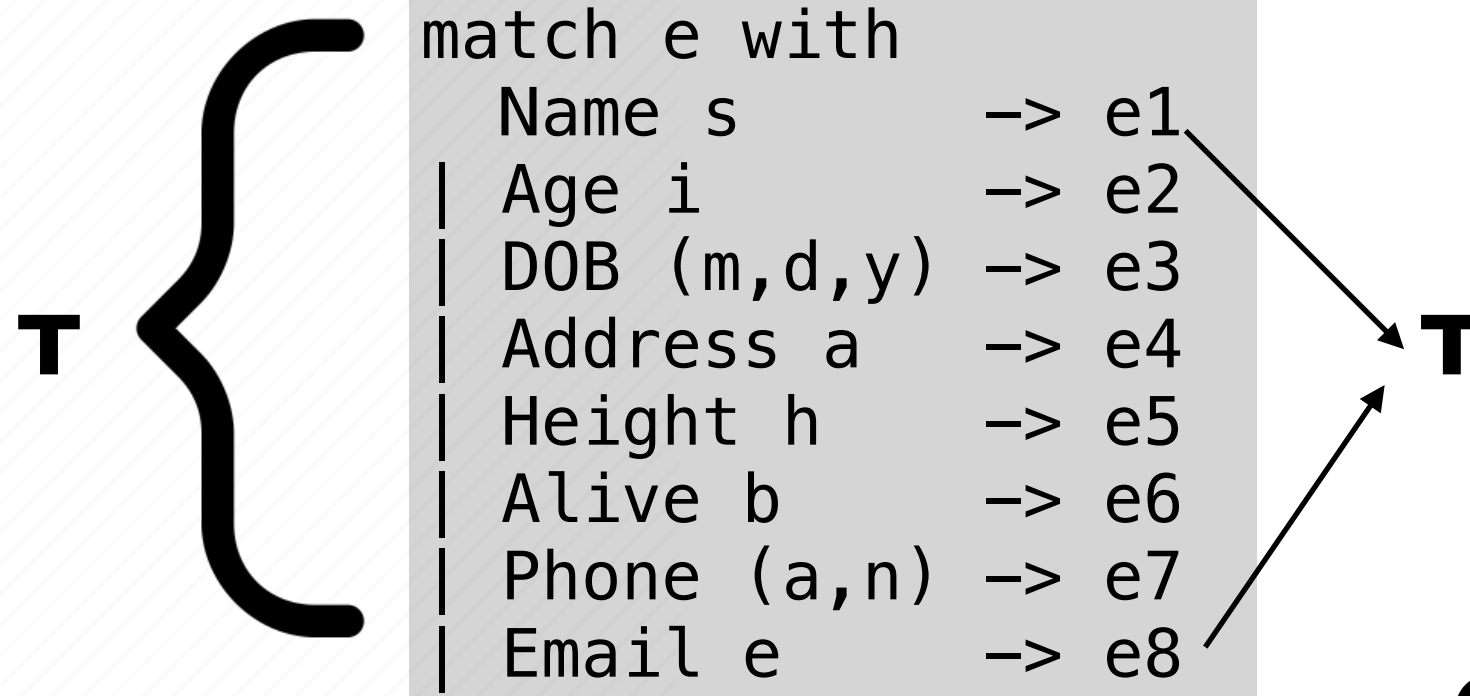 match e with
Name s -> e1
| Age i -> e2
| DOB (m,d,y) -> e3
T
| Address a -> e4
T
| Height h -> e5
| Alive b -> e6
| Phone (a,n) -> e7
| Email e -> e8